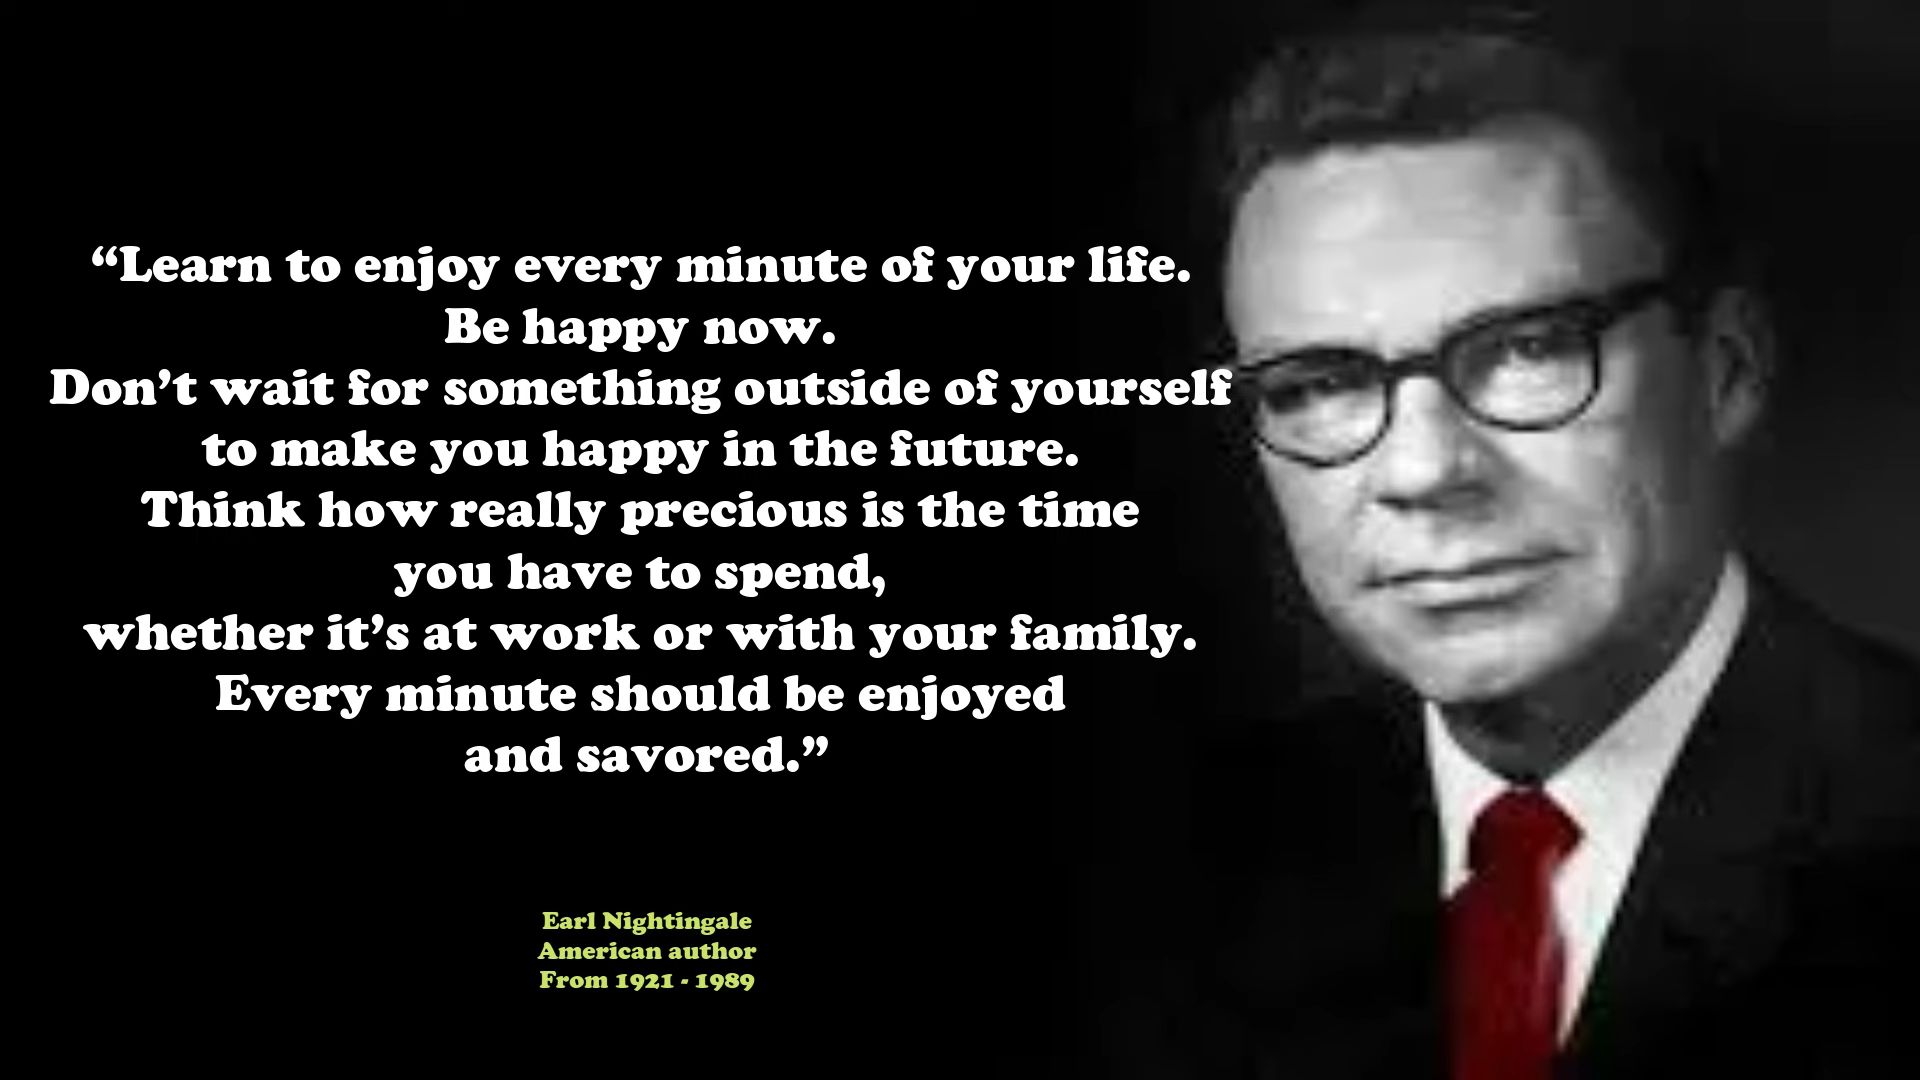 “Learn to enjoy every minute of your life.
Be happy now.
Don’t wait for something outside of yourself
to make you happy in the future.
Think how really precious is the time
you have to spend,
whether it’s at work or with your family.
Every minute should be enjoyed
and savored.”
Earl Nightingale
American author
From 1921 - 1989